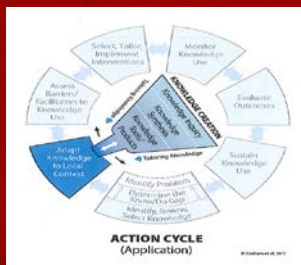 Select, Tailor,
Implement
Interventions
Monitor
Knowledge
Use
Assess
Barriers/
Facilitators to
Knowledge
Use
KNOWLEDGE CREATION
Knowledge Inquiry
Knowledge
Synthesis
Knowledge
Tools/
Products
Evaluate
Outcomes
Adapt
Knowledge
to Local
Context
Tailoring Knowledge
Sustain
Knowledge
Use
Identify Problem
Determine the
Know/Do Gap
Identify, Review,
Select Knowledge
ACTION CYCLE
(Application)